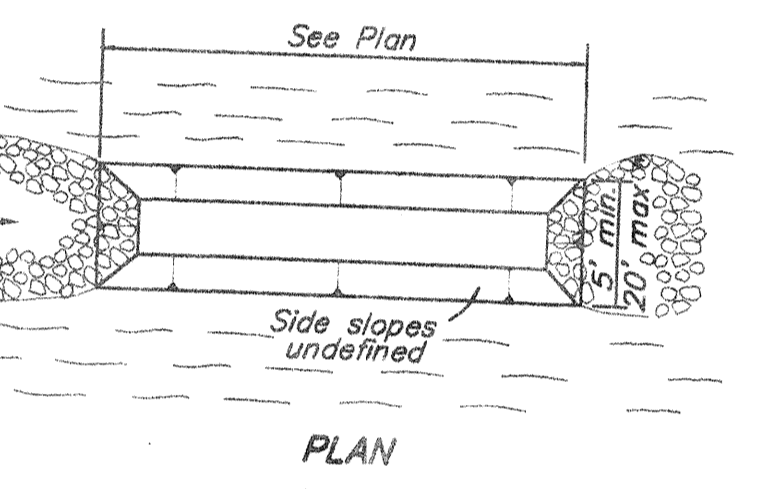 See Plan
5' min.
20' max
Side slopes
undefined
PLAN